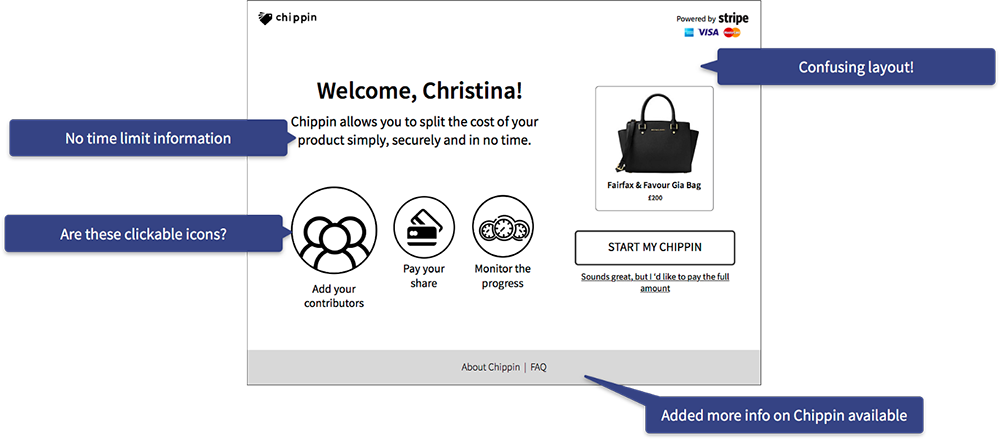 chippin
Powered by stripe
VISA
Confusing layout!
Welcome, Christina!
Chippin allows you to split the cost of your
product simply, securely and in no time.
No time limit information
Fairfax & Favour Gia Bag
£200
Are these clickable icons?
START MY CHIPPIN
Sounds great, but I 'd like to pay the full
amount
Pay your
share
Monitor the
progress
Add your
contributors
About Chippin | FAQ
Added more info on Chippin available